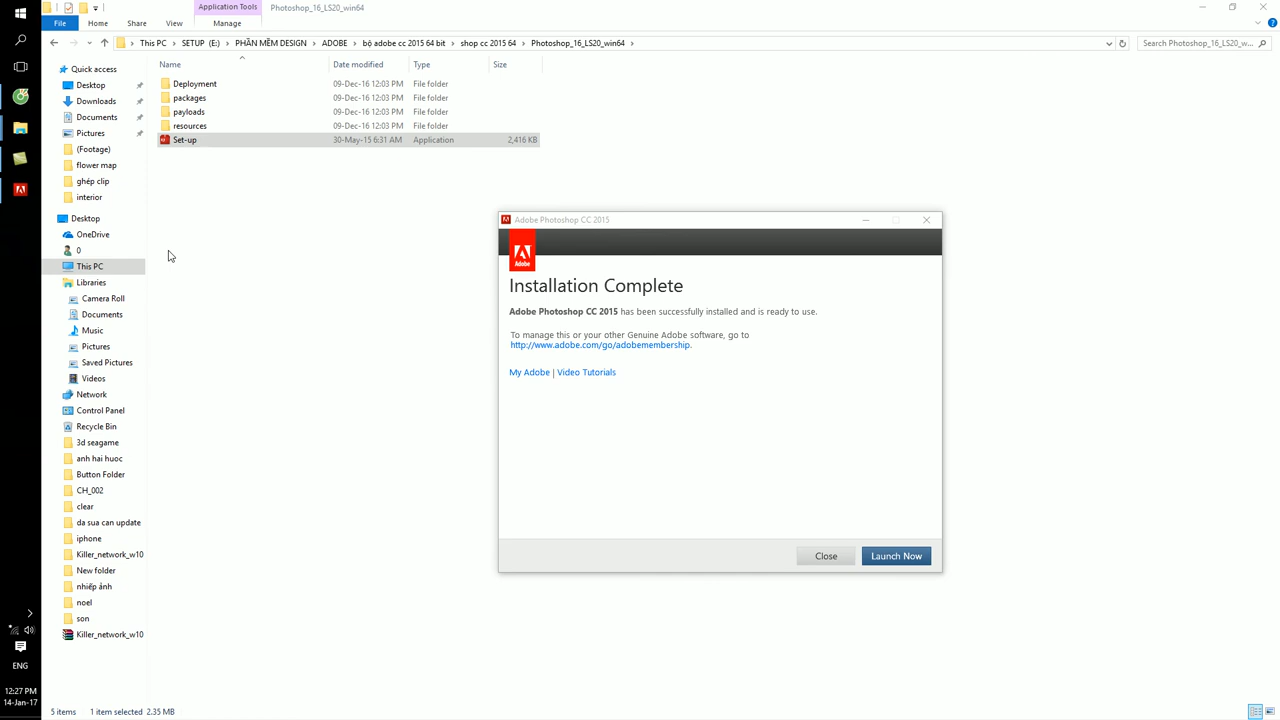 Application Tools
Photoshop_16_LS20_win64
File
Home
Share
View
Manage
This PC
SETUP (E:)
PHẦN MỀM DESIGN
ADOBE
bộ adobe cc 2015 64 bit
shop cc 2015 64
Photoshop_16_LS20_win64
Search Photoshop_16_LS20_w...
Name
Date modified
Type
Size
Deployment 09-Dec-16 12:03 PM File folder
packages 09-Dec-16 12:03 PM File folder
payloads 09-Dec-16 12:03 PM File folder
resources 09-Dec-16 12:03 PM File folder
Set-up 30-May-15 6:31 AM Application 2,416 KB
Quick access
Desktop
Downloads
Documents
Pictures
(Footage)
flower map
ghép clip
interior
Desktop
OneDrive
0
This PC
Libraries
Camera Roll
Documents
Music
Pictures
Saved Pictures
Videos
Network
Control Panel
Recycle Bin
3d seagame
anh hai huoc
Button Folder
CH_002
clear
da sua can update
iphone
Killer_network_w10
New folder
nhiếp ảnh
noel
son
Killer_network_w10
Adobe Photoshop CC 2015
Adobe
Installation Complete
Adobe Photoshop CC 2015 has been successfully installed and is ready to use.
To manage this or your other Genuine Adobe software, go to
http://www.adobe.com/go/adobemembership.
My Adobe | Video Tutorials
Close
Launch Now
ENG
12:27 PM
14-Jan-17
5 items
1 item selected 2.35 MB